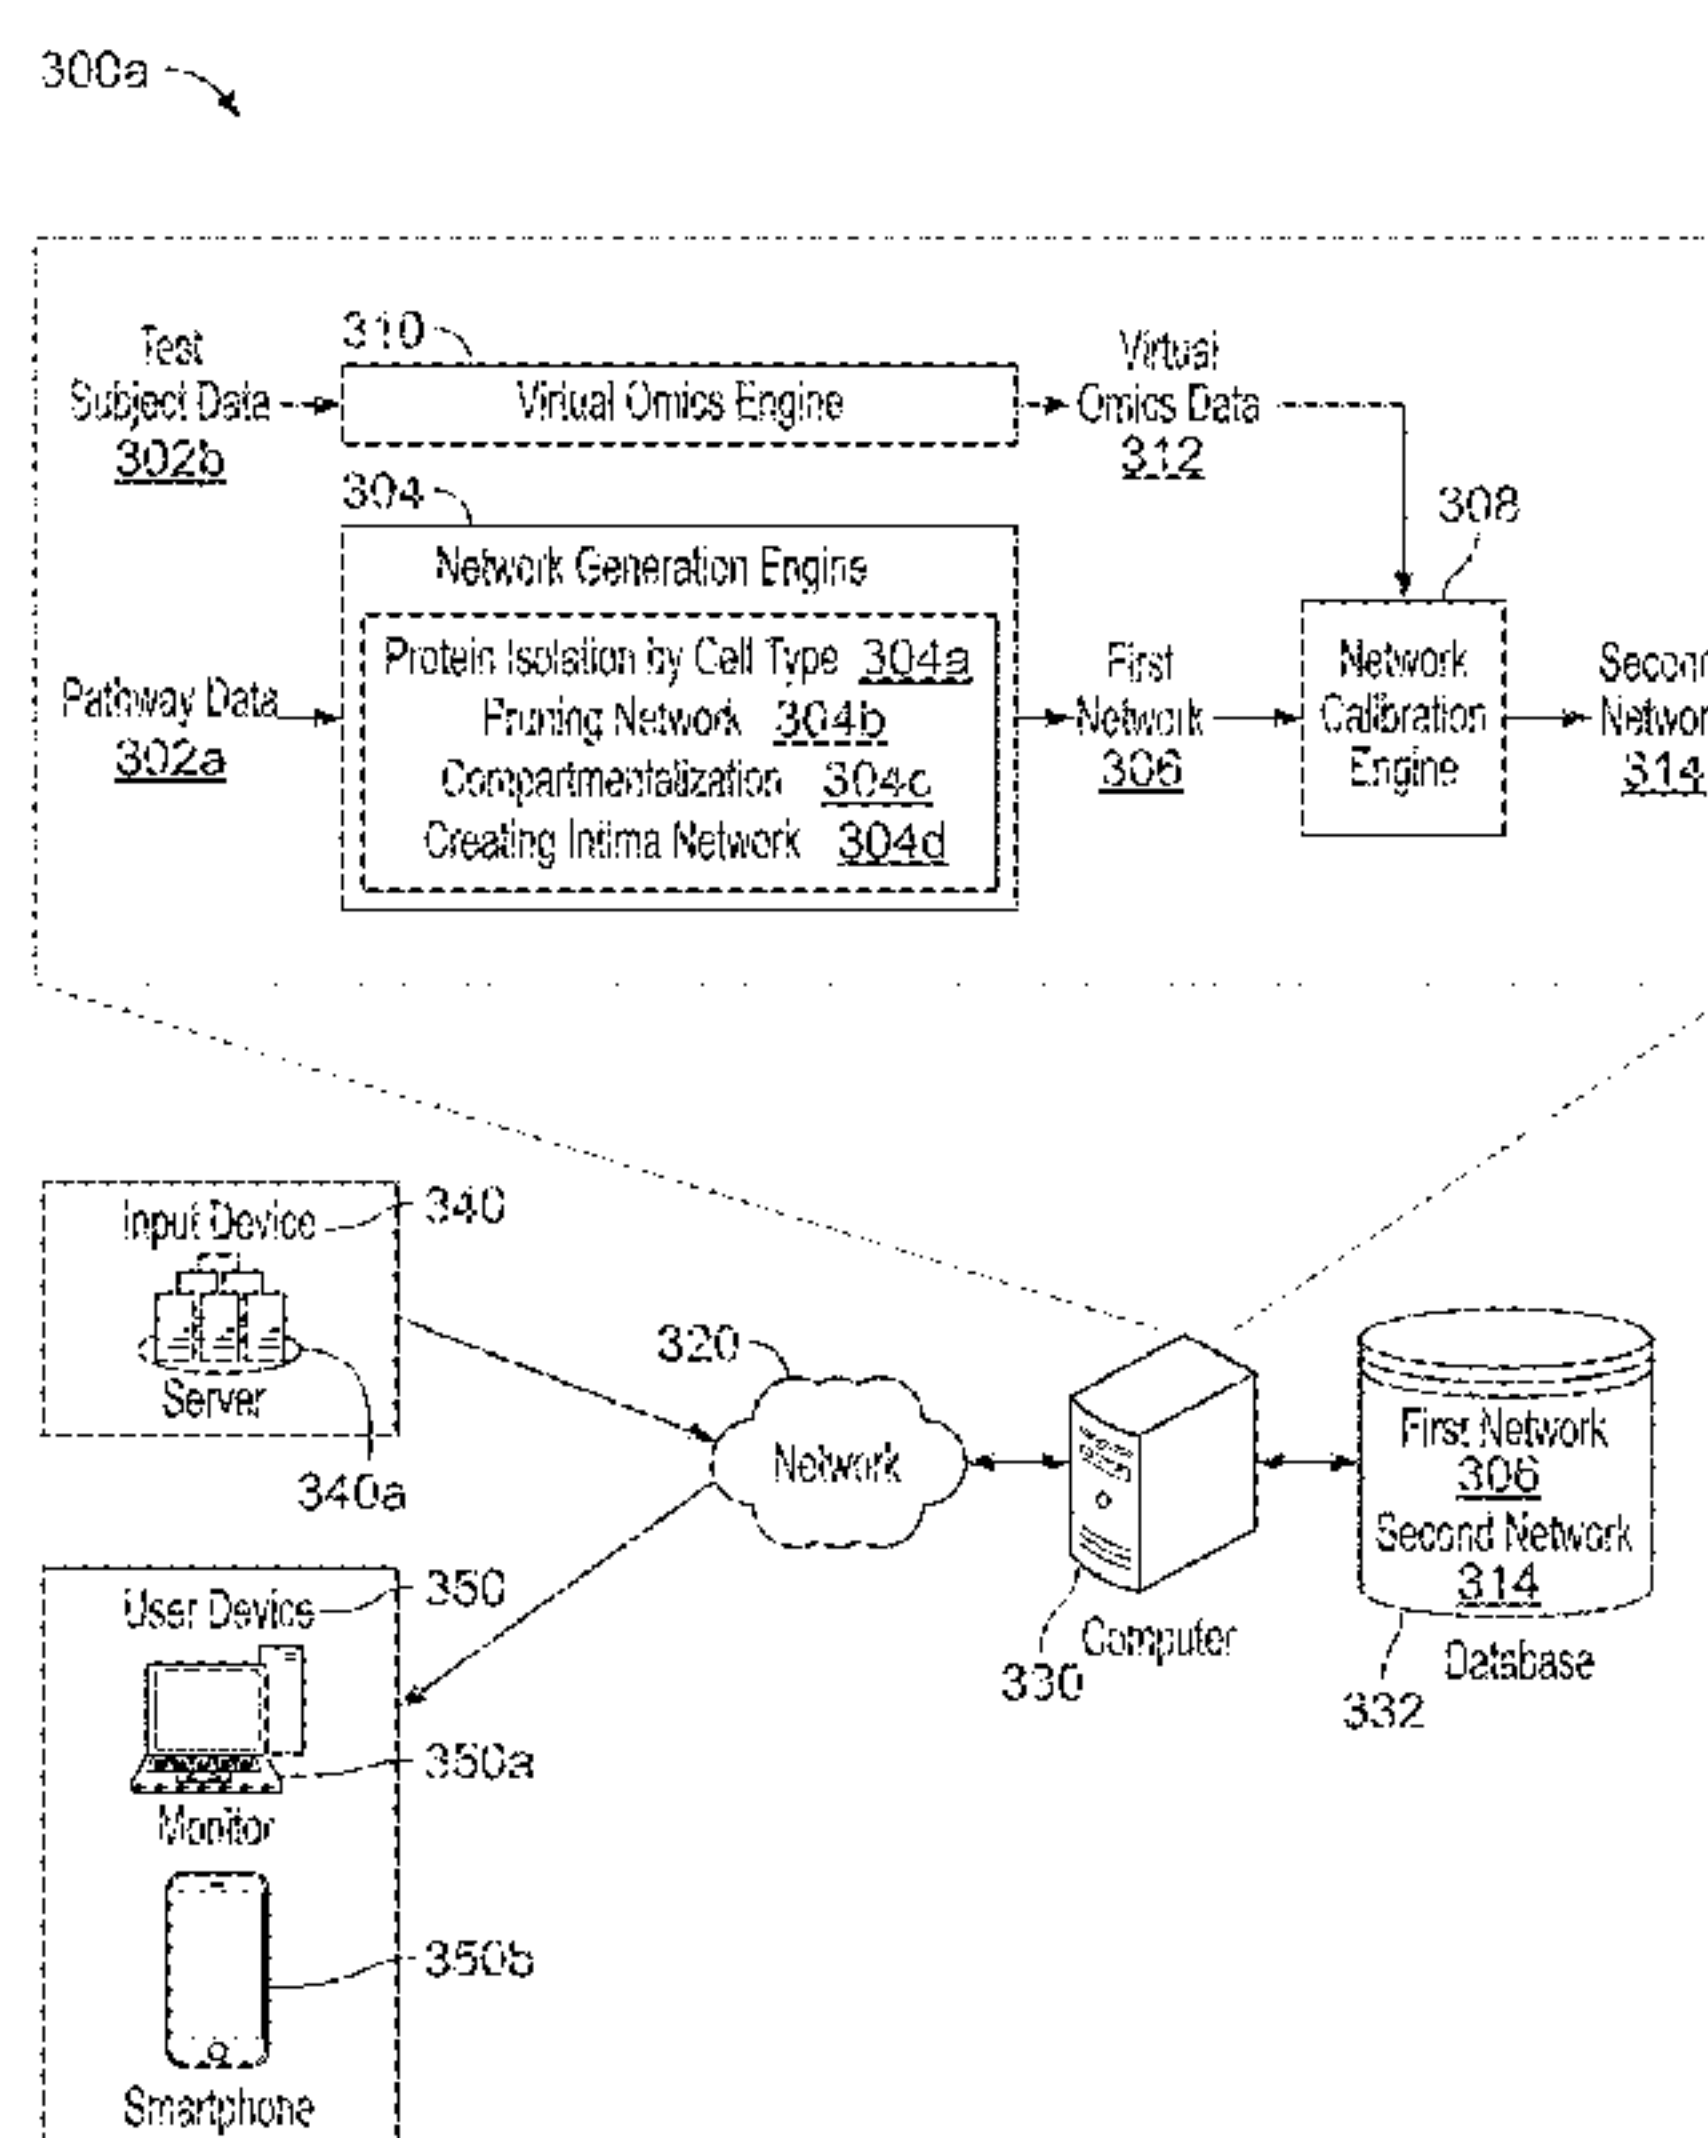 300a
Test
Subject Data
302b
310
Virtual Omics Engine
Virtual
Omics Data
312
304
Network Generation Engine
Protein Isolation by Cell Type 304a
Pruning Network 304b
Compartmentalization 304c
Creating Intima Network 304d
Pathway Data
302a
First
Network
306
308
Network
Calibration
Engine
Secon
Networ
314
Input Device
340
Server
340a
320
Network
330
Computer
First Network
306
Second Network
314
332
Database
User Device
350
350a
Monitor
350b
Smartphone